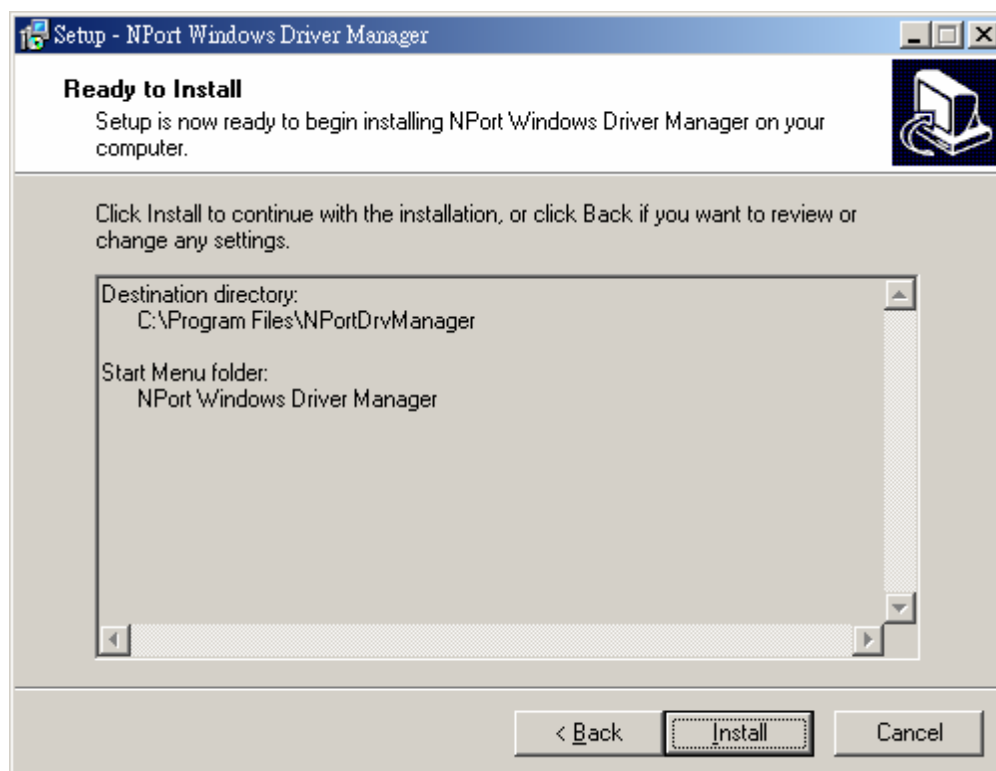 Setup - NPort Windows Driver Manager
Ready to Install
Setup is now ready to begin installing NPort Windows Driver Manager on your
computer.
Click Install to continue with the installation, or click Back if you want to review or
change any settings.
Destination directory:
C:\Program Files\NPortDrvManager
Start Menu folder:
NPort Windows Driver Manager
< Back
Install
Cancel